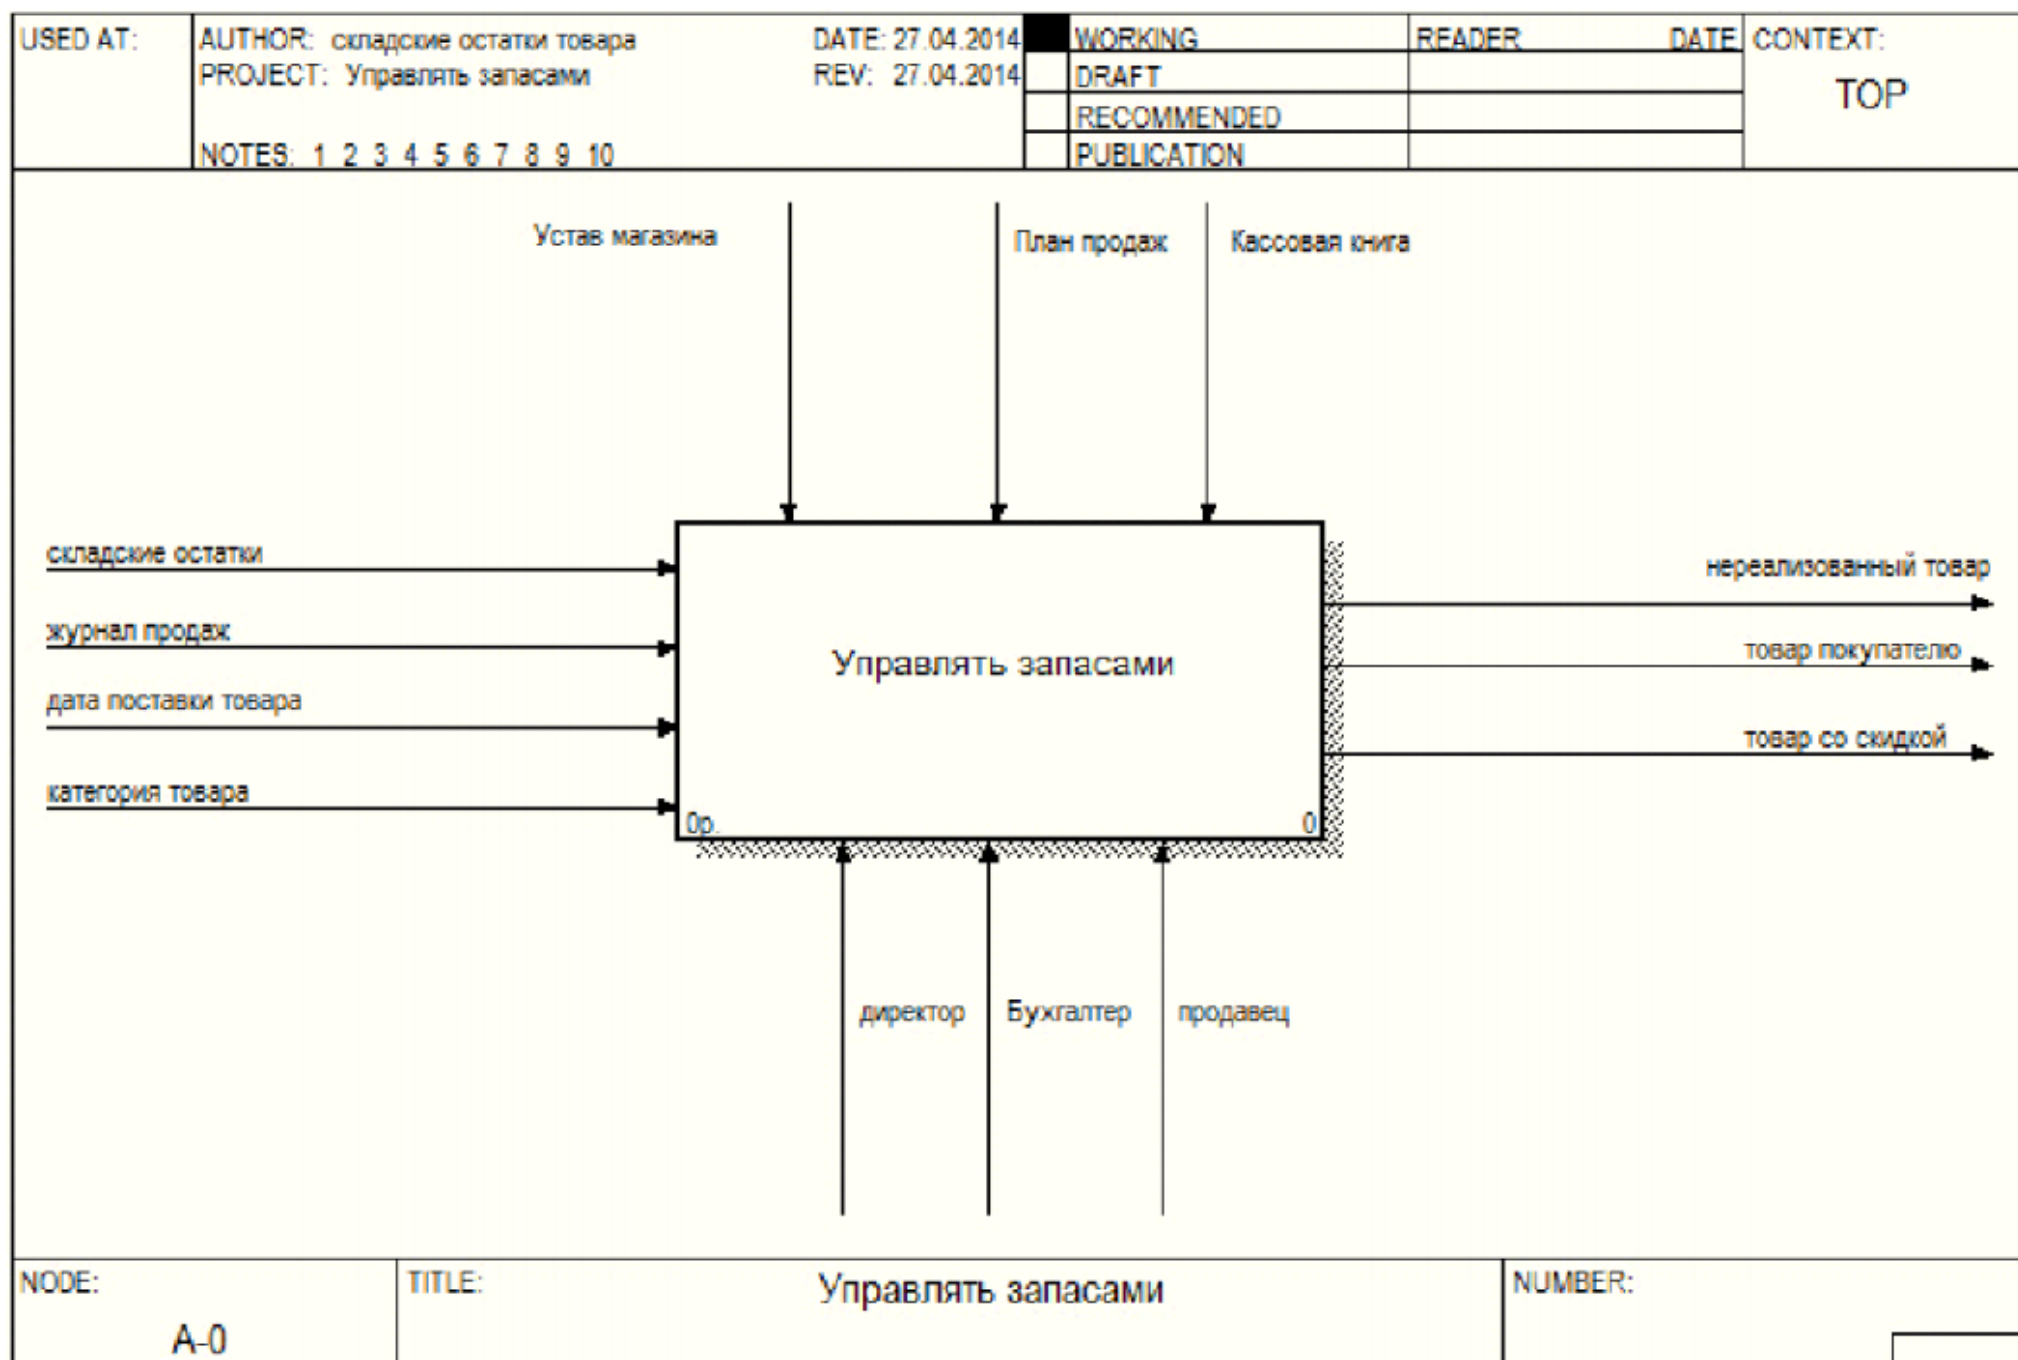 USED AT:
AUTHOR: складские остатки товара
DATE: 27.04.2014
WORKING
READER
DATE
CONTEXT:
PROJECT: Управлять запасами
REV: 27.04.2014
DRAFT
TOP
RECOMMENDED
NOTES: 1 2 3 4 5 6 7 8 9 10
PUBLICATION
Устав магазина
План продаж
Кассовая книга
складские остатки
нереализованный товар
журнал продаж
товар покупателю
Управлять запасами
дата поставки товара
товар со скидкой
категория товара
0р.
0
директор
Бухгалтер
продавец
NODE:
TITLE:
Управлять запасами
NUMBER:
A-0